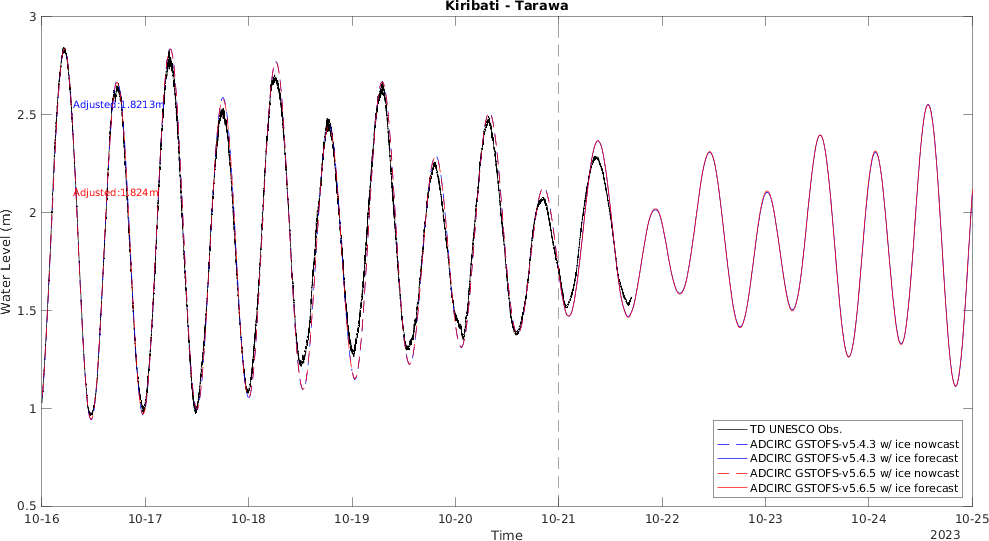 Kiribati - Tarawa
3
2.5
2
1.5
1
0.5
Water Level (m)
Adjusted:1.8213m
Adjusted:1.824m
TD UNESCO Obs.
ADCIRC GSTOFS-v5.4.3 w/ ice nowcast
ADCIRC GSTOFS-v5.4.3 w/ ice forecast
ADCIRC GSTOFS-v5.6.5 w/ ice nowcast
ADCIRC GSTOFS-v5.6.5 w/ ice forecast
10-16 10-17 10-18 10-19 10-20 10-21 10-22 10-23 10-24 10-25
Time
2023